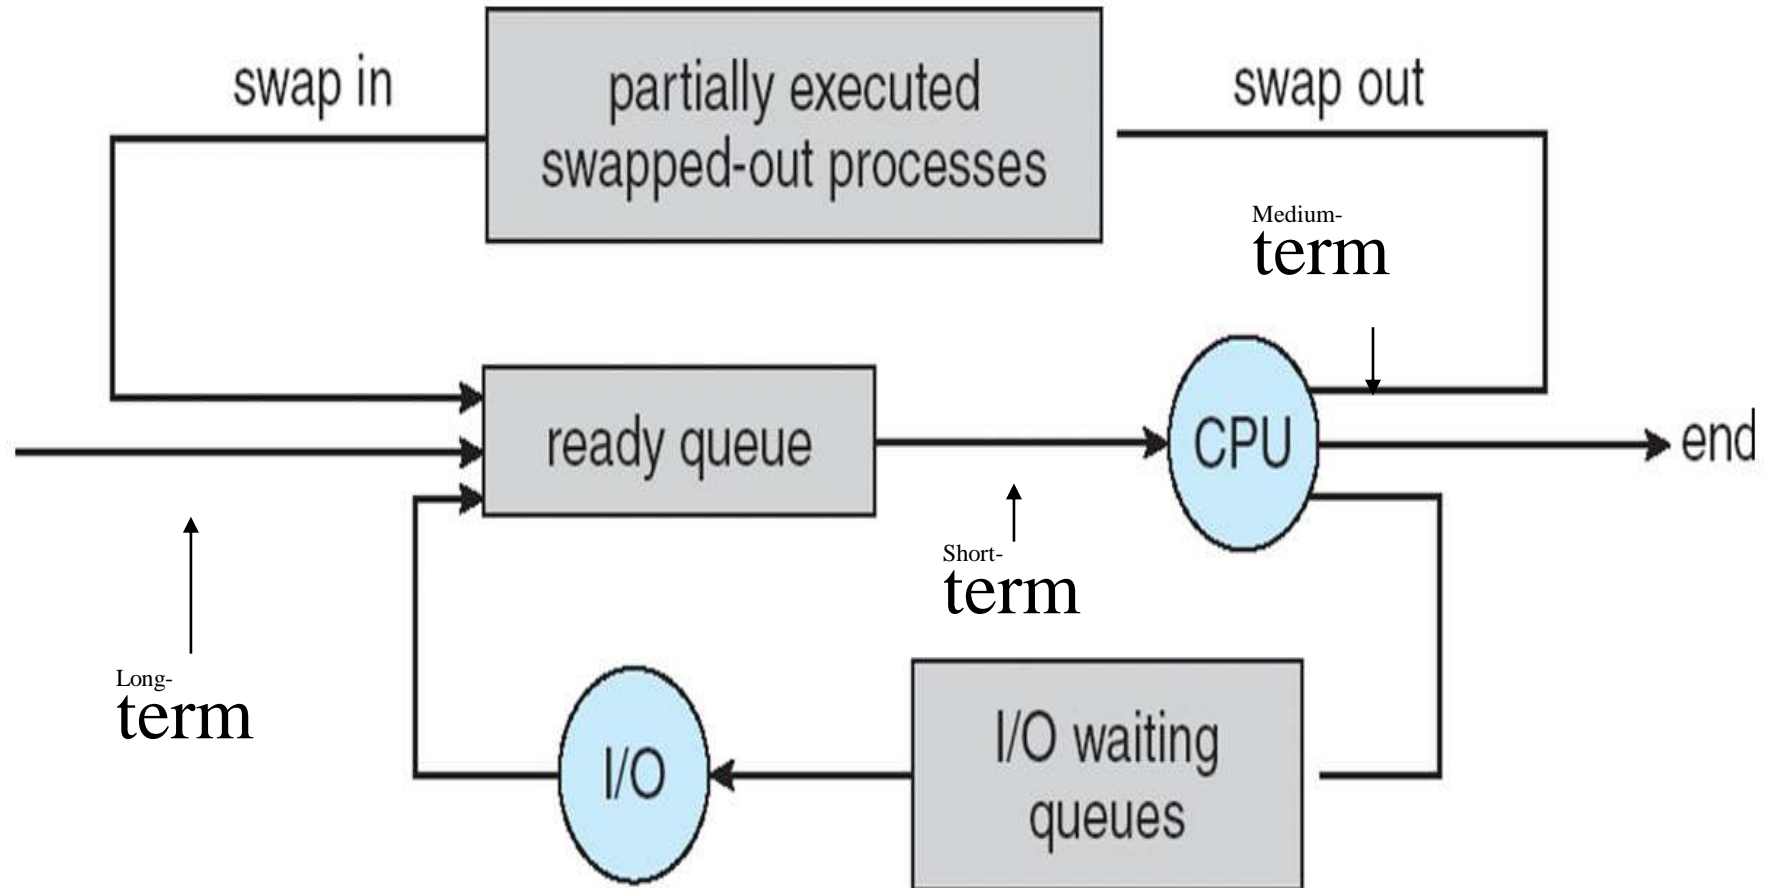 swap in
partially executed
swapped-out processes
swap out
Medium-
term
ready queue
CPU
end
Short-
term
Long-
term
I/O
I/O waiting
queues